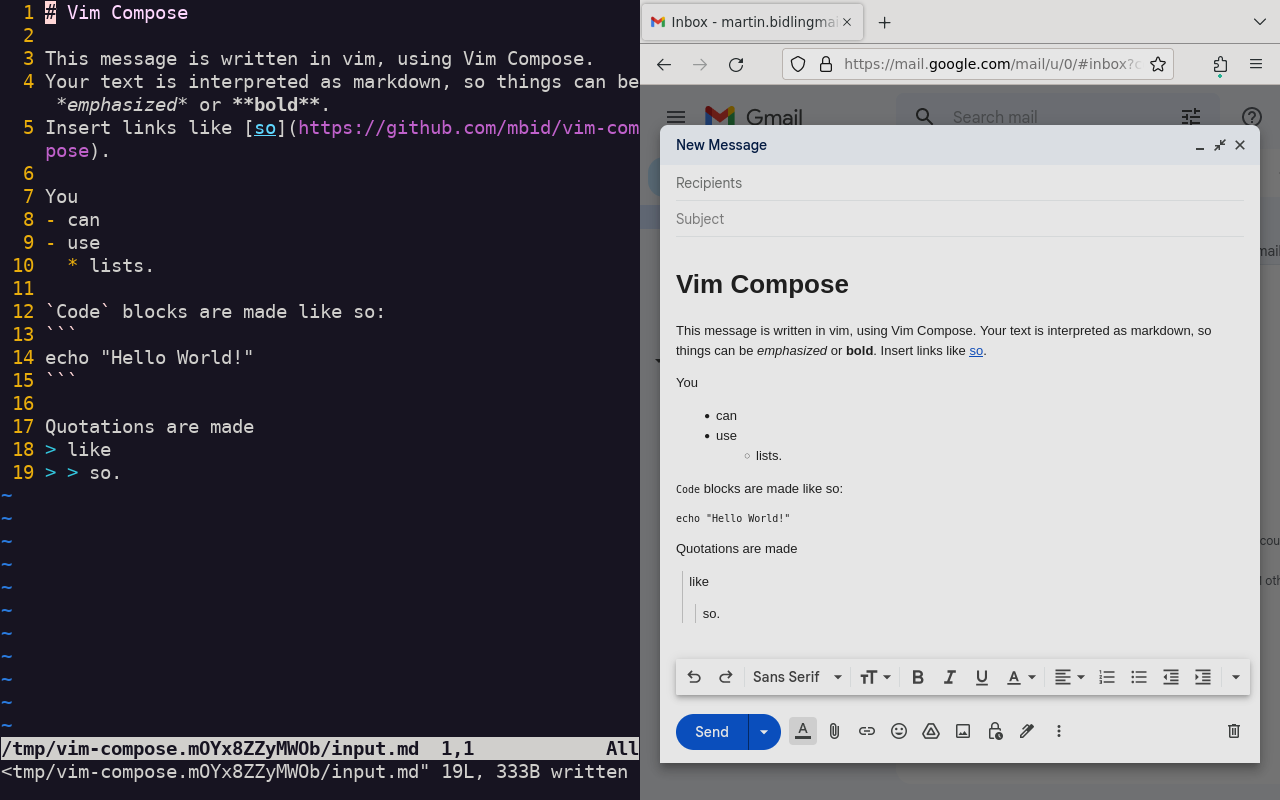 1 # Vim Compose
2
3 This message is written in vim, using Vim Compose.
4 Your text is interpreted as markdown, so things can be
*emphasized* or **bold**.
5 Insert links like [so](https://github.com/mbid/vim-com
pose).
6
7 You
8 - can
9 - use
10   * lists.
11
12 `Code` blocks are made like so:
13 ```
14 echo "Hello World!"
15 ```
16
17 Quotations are made
18 > like
19 > > so.
~
~
~
~
~
~
~
~
~
~
~
/tmp/vim-compose.mOYx8ZZyMWOb/input.md 1,1 All
<tmp/vim-compose.mOYx8ZZyMWOb/input.md" 19L, 333B written
Inbox - martin.bidlingmai
https://mail.google.com/mail/u/0/#inbox?c
Gmail
Search mail
New Message
Recipients
Subject
Vim Compose
This message is written in vim, using Vim Compose. Your text is interpreted as markdown, so
things can be emphasized or bold. Insert links like so.
You
• can
• use
○ lists.
Code blocks are made like so:
echo "Hello World!"
Quotations are made
like
so.
Sans Serif
Send